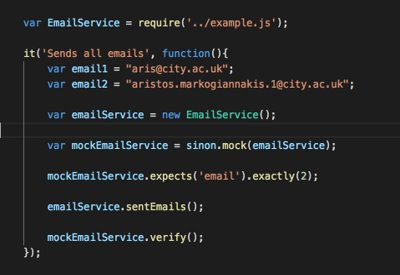 var EmailService = require('../example.js');
it('Sends all emails', function(){
var email1 = "aris@city.ac.uk";
var email2 = "aristos.markogiannakis.1@city.ac.uk";
var emailService = new EmailService();
var mockEmailService = sinon.mock(emailService);
mockEmailService.expects('email').exactly(2);
emailService.sentEmails();
mockEmailService.verify();
});